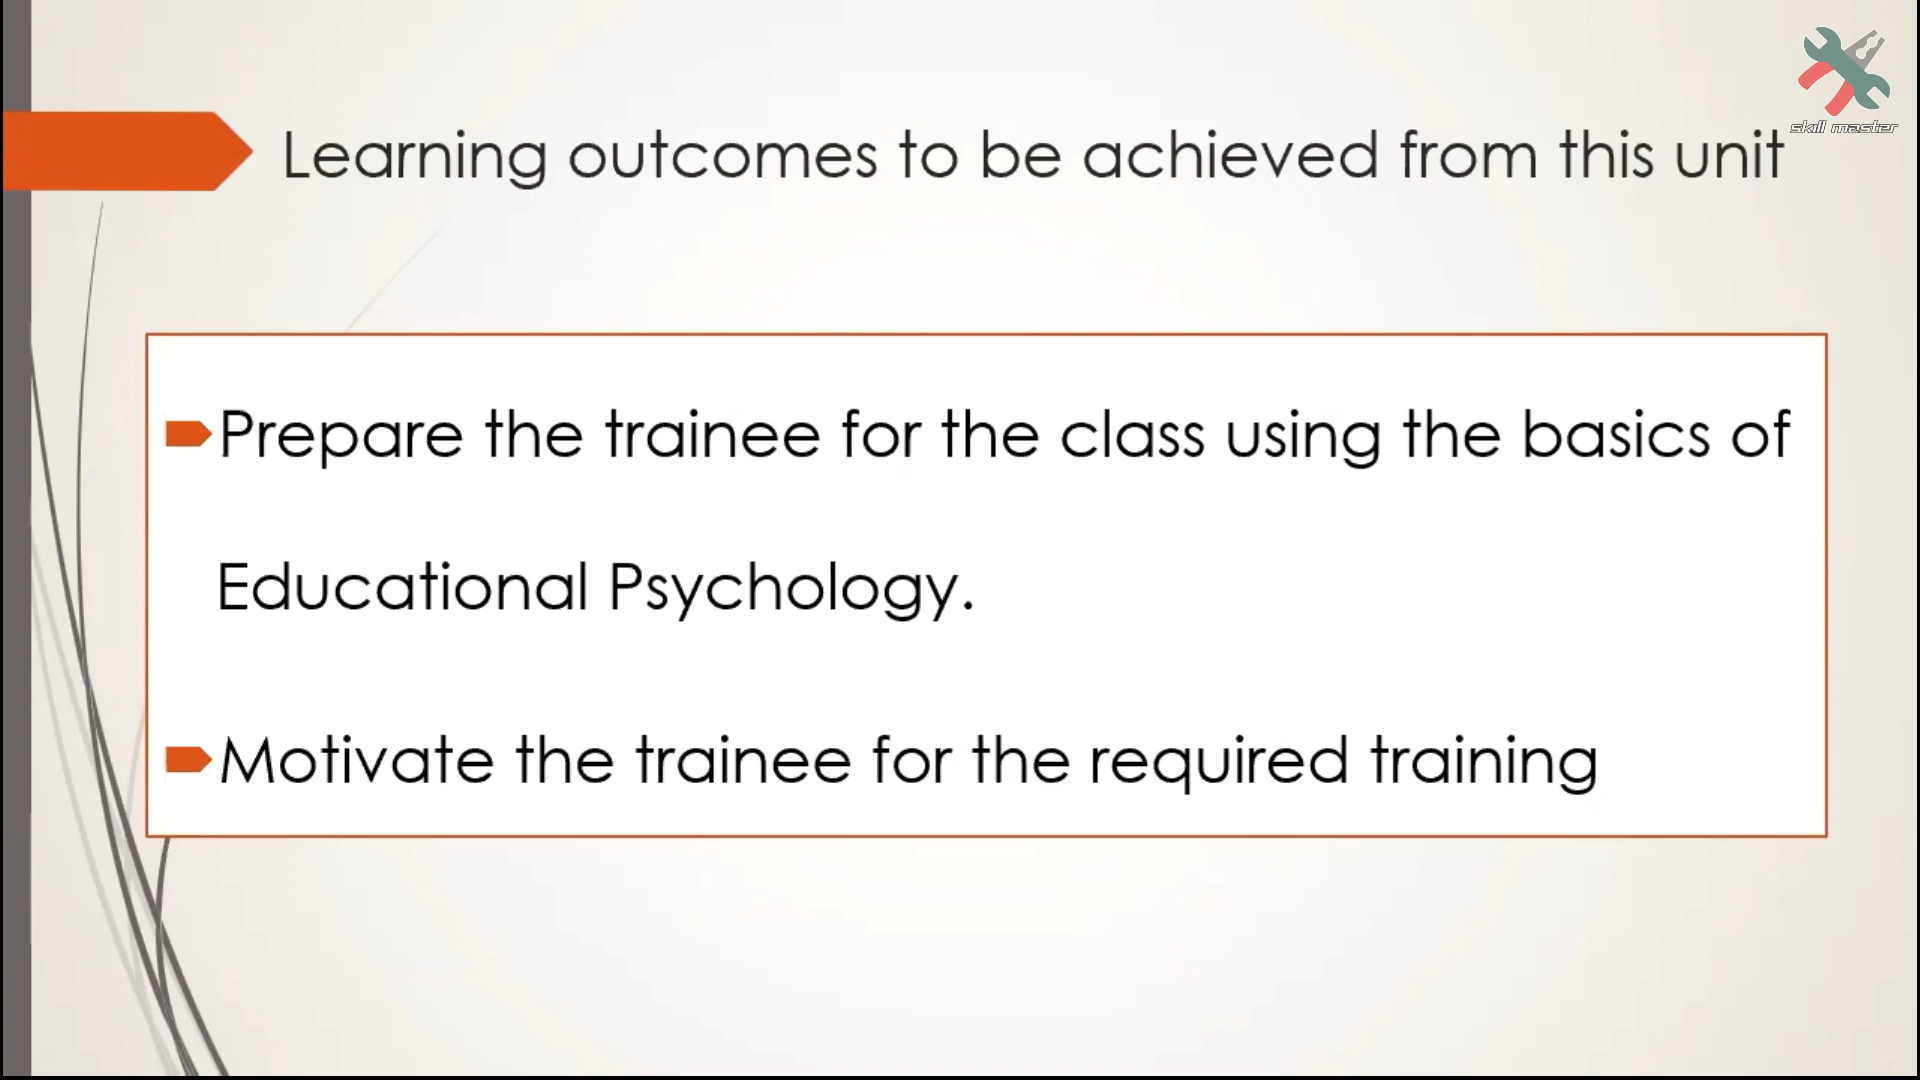 skill master
Learning outcomes to be achieved from this unit
Prepare the trainee for the class using the basics of
Educational Psychology.
Motivate the trainee for the required training